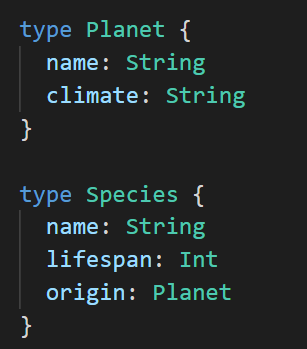 type Planet {
  name: String
  climate: String
}

type Species {
  name: String
  lifespan: Int
  origin: Planet
}